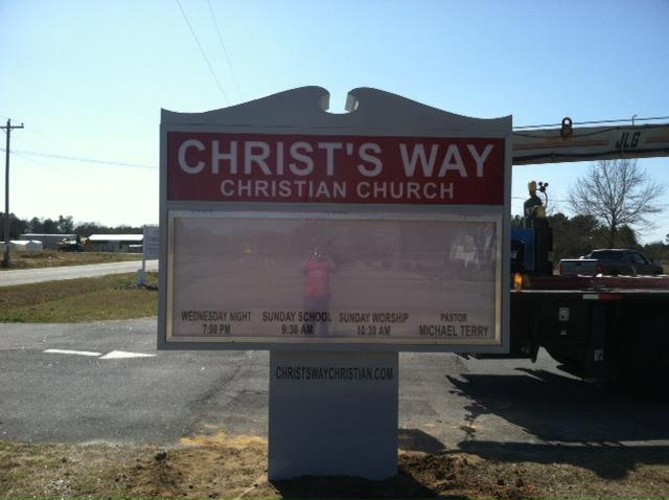 CHRIST'S WAY
CHRISTIAN CHURCH
WEDNESDAY NIGHT SUNDAY SCHOOL SUNDAY WORSHIP PASTOR
7:00 PM 9:30 AM 10:30 AM MICHAEL TERRY
CHRISTSWAYCHRISTIAN.COM
JLG